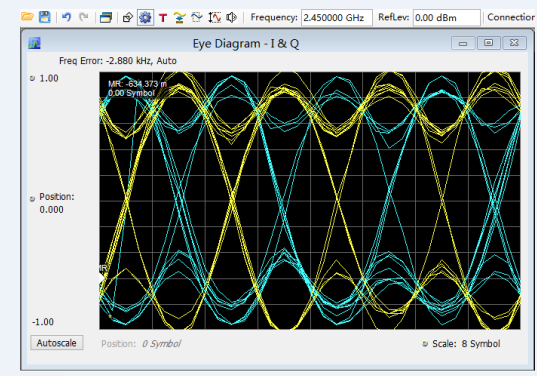 Frequency: 2.450000 GHz RefLev: 0.00 dBm Connection
Eye Diagram - I & Q
Freq Error: -2.880 kHz, Auto
1.00
MR: -634.373 m
0.00 Symbol
Position:
0.000
MR
-1.00
Autoscale Position: 0 Symbol Scale: 8 Symbol